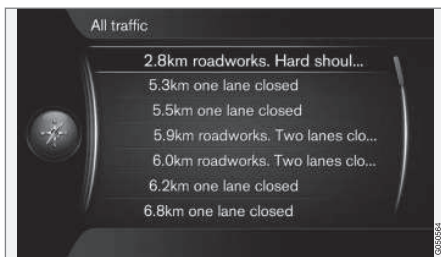 All traffic
2.8km roadworks. Hard shoul...
5.3km one lane closed
5.5km one lane closed
5.9km roadworks. Two lanes clo...
6.0km roadworks. Two lanes clo...
6.2km one lane closed
6.8km one lane closed
G050564